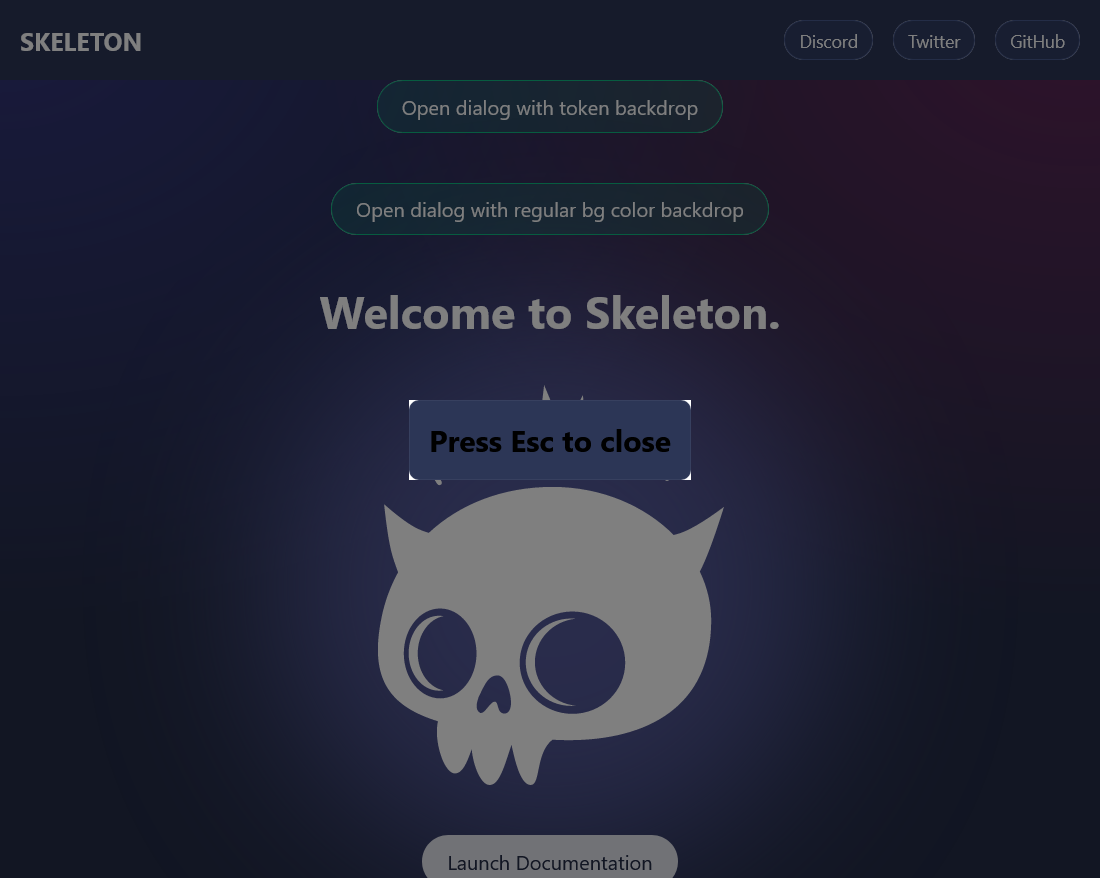 SKELETON
Discord
Twitter
GitHub
Open dialog with token backdrop
Open dialog with regular bg color backdrop
Welcome to Skeleton.
Press Esc to close
Launch Documentation